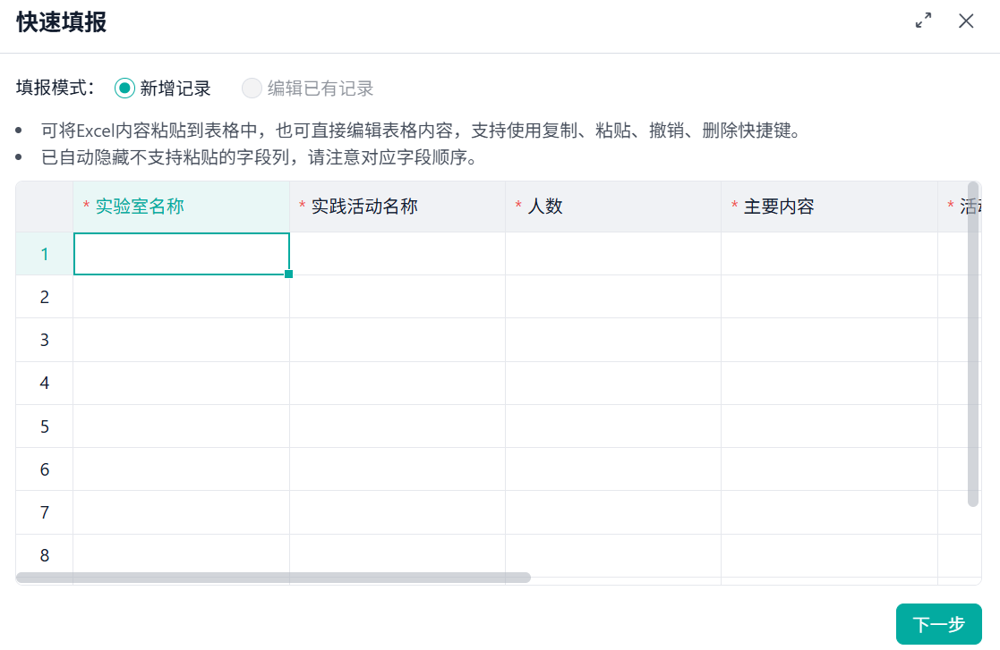 快速填报
填报模式： 新增记录 编辑已有记录
• 可将Excel内容粘贴到表格中，也可直接编辑表格内容，支持使用复制、粘贴、撤销、删除快捷键。
• 已自动隐藏不支持粘贴的字段列，请注意对应字段顺序。
* 实验室名称 * 实践活动名称 * 人数 * 主要内容 * 活
1
2
3
4
5
6
7
8
下一步